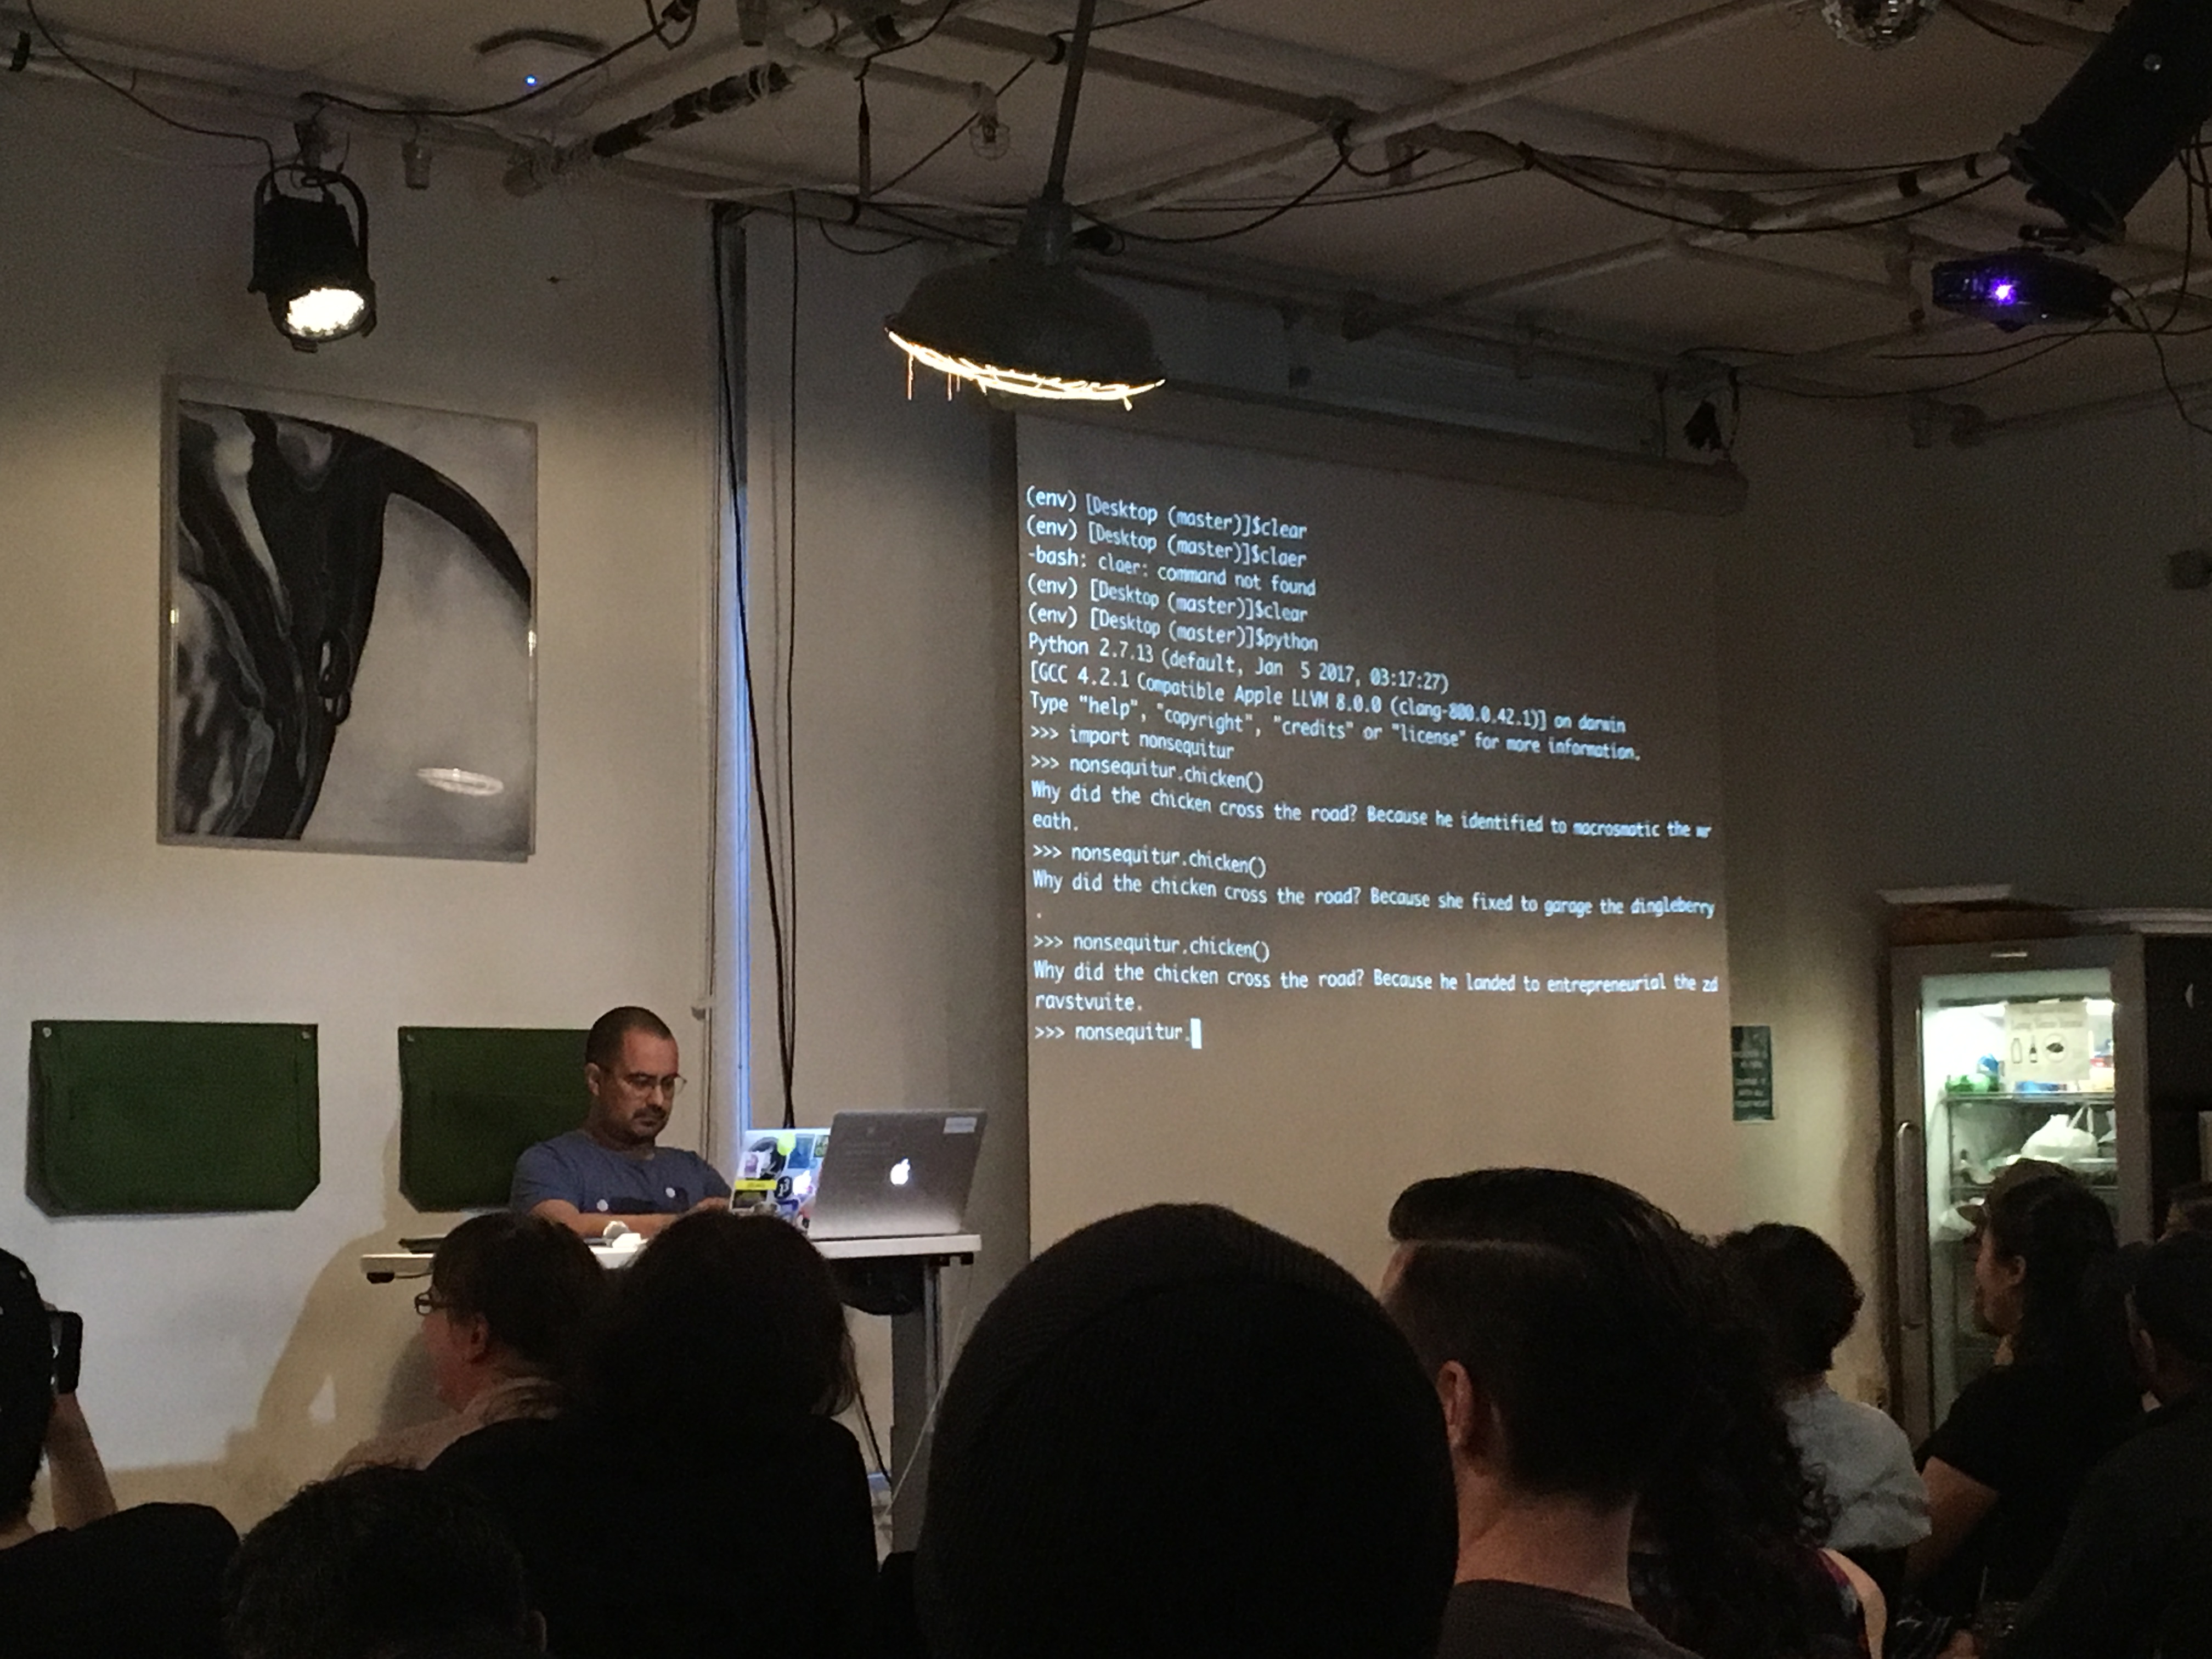 (env) [Desktop (master)]$clear
(env) [Desktop (master)]$claer
-bash: claer: command not found
(env) [Desktop (master)]$clear
(env) [Desktop (master)]$python
Python 2.7.13 (default, Jan  5 2017, 03:17:27)
[GCC 4.2.1 Compatible Apple LLVM 8.0.0 (clang-800.0.42.1)] on darwin
Type "help", "copyright", "credits" or "license" for more information.
>>> import nonsequitur
>>> nonsequitur.chicken()
Why did the chicken cross the road? Because he identified to macrosmatic the wr
eath.
>>> nonsequitur.chicken()
Why did the chicken cross the road? Because she fixed to garage the dingleberry
.
>>> nonsequitur.chicken()
Why did the chicken cross the road? Because he landed to entrepreneurial the zd
ravstvuite.
>>> nonsequitur.